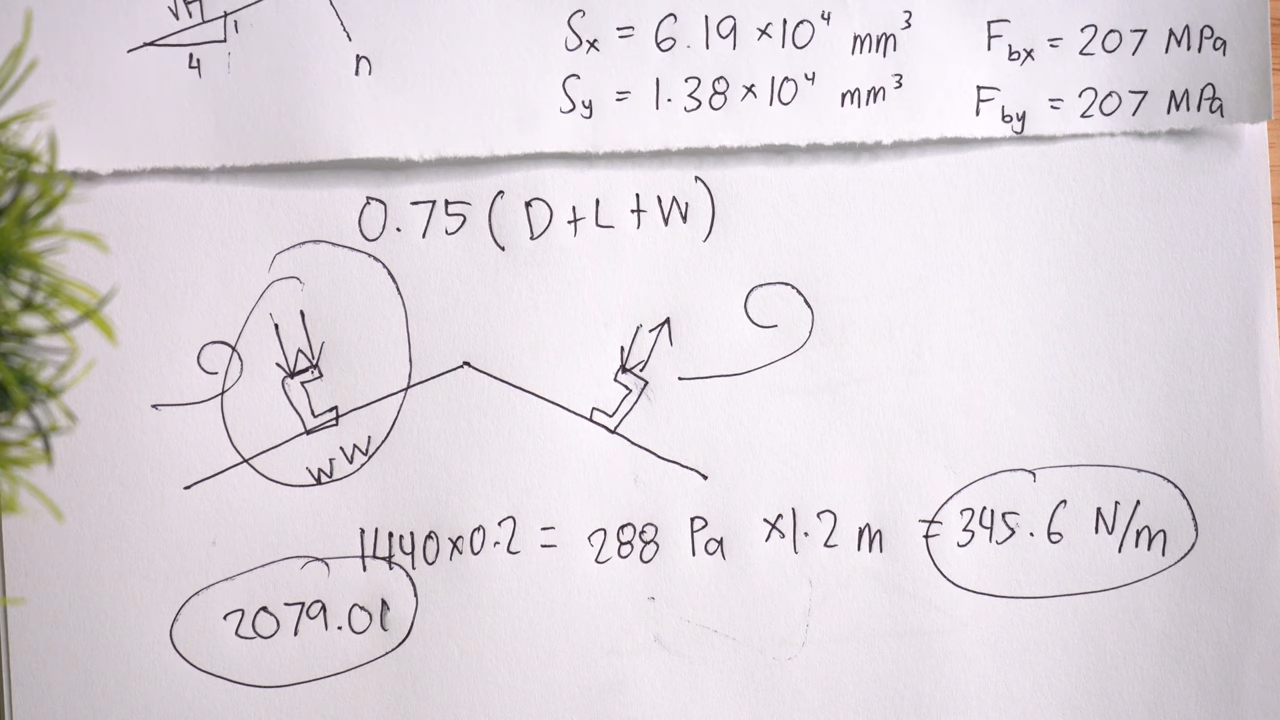 √17
1
4
n
Sx = 6.19 ×10⁴ mm³
Fbx = 207 MPa
Sy = 1.38 ×10⁴ mm³
Fby = 207 MPa
0.75 (D+L+W)
WW
1440×0.2 = 288 Pa ×1.2 m = 345.6 N/m
2079.01